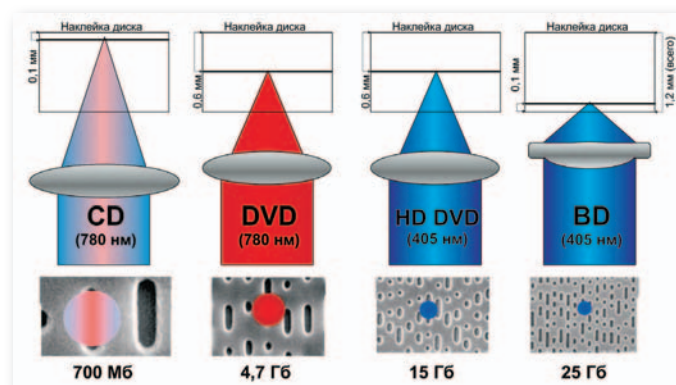 Наклейка диска
0,1 мм
CD
(780 нм)
700 Мб
Наклейка диска
0,6 мм
DVD
(780 нм)
4,7 Гб
Наклейка диска
0,6 мм
HD DVD
(405 нм)
15 Гб
Наклейка диска
0,1 мм
1,2 мм (всего)
BD
(405 нм)
25 Гб